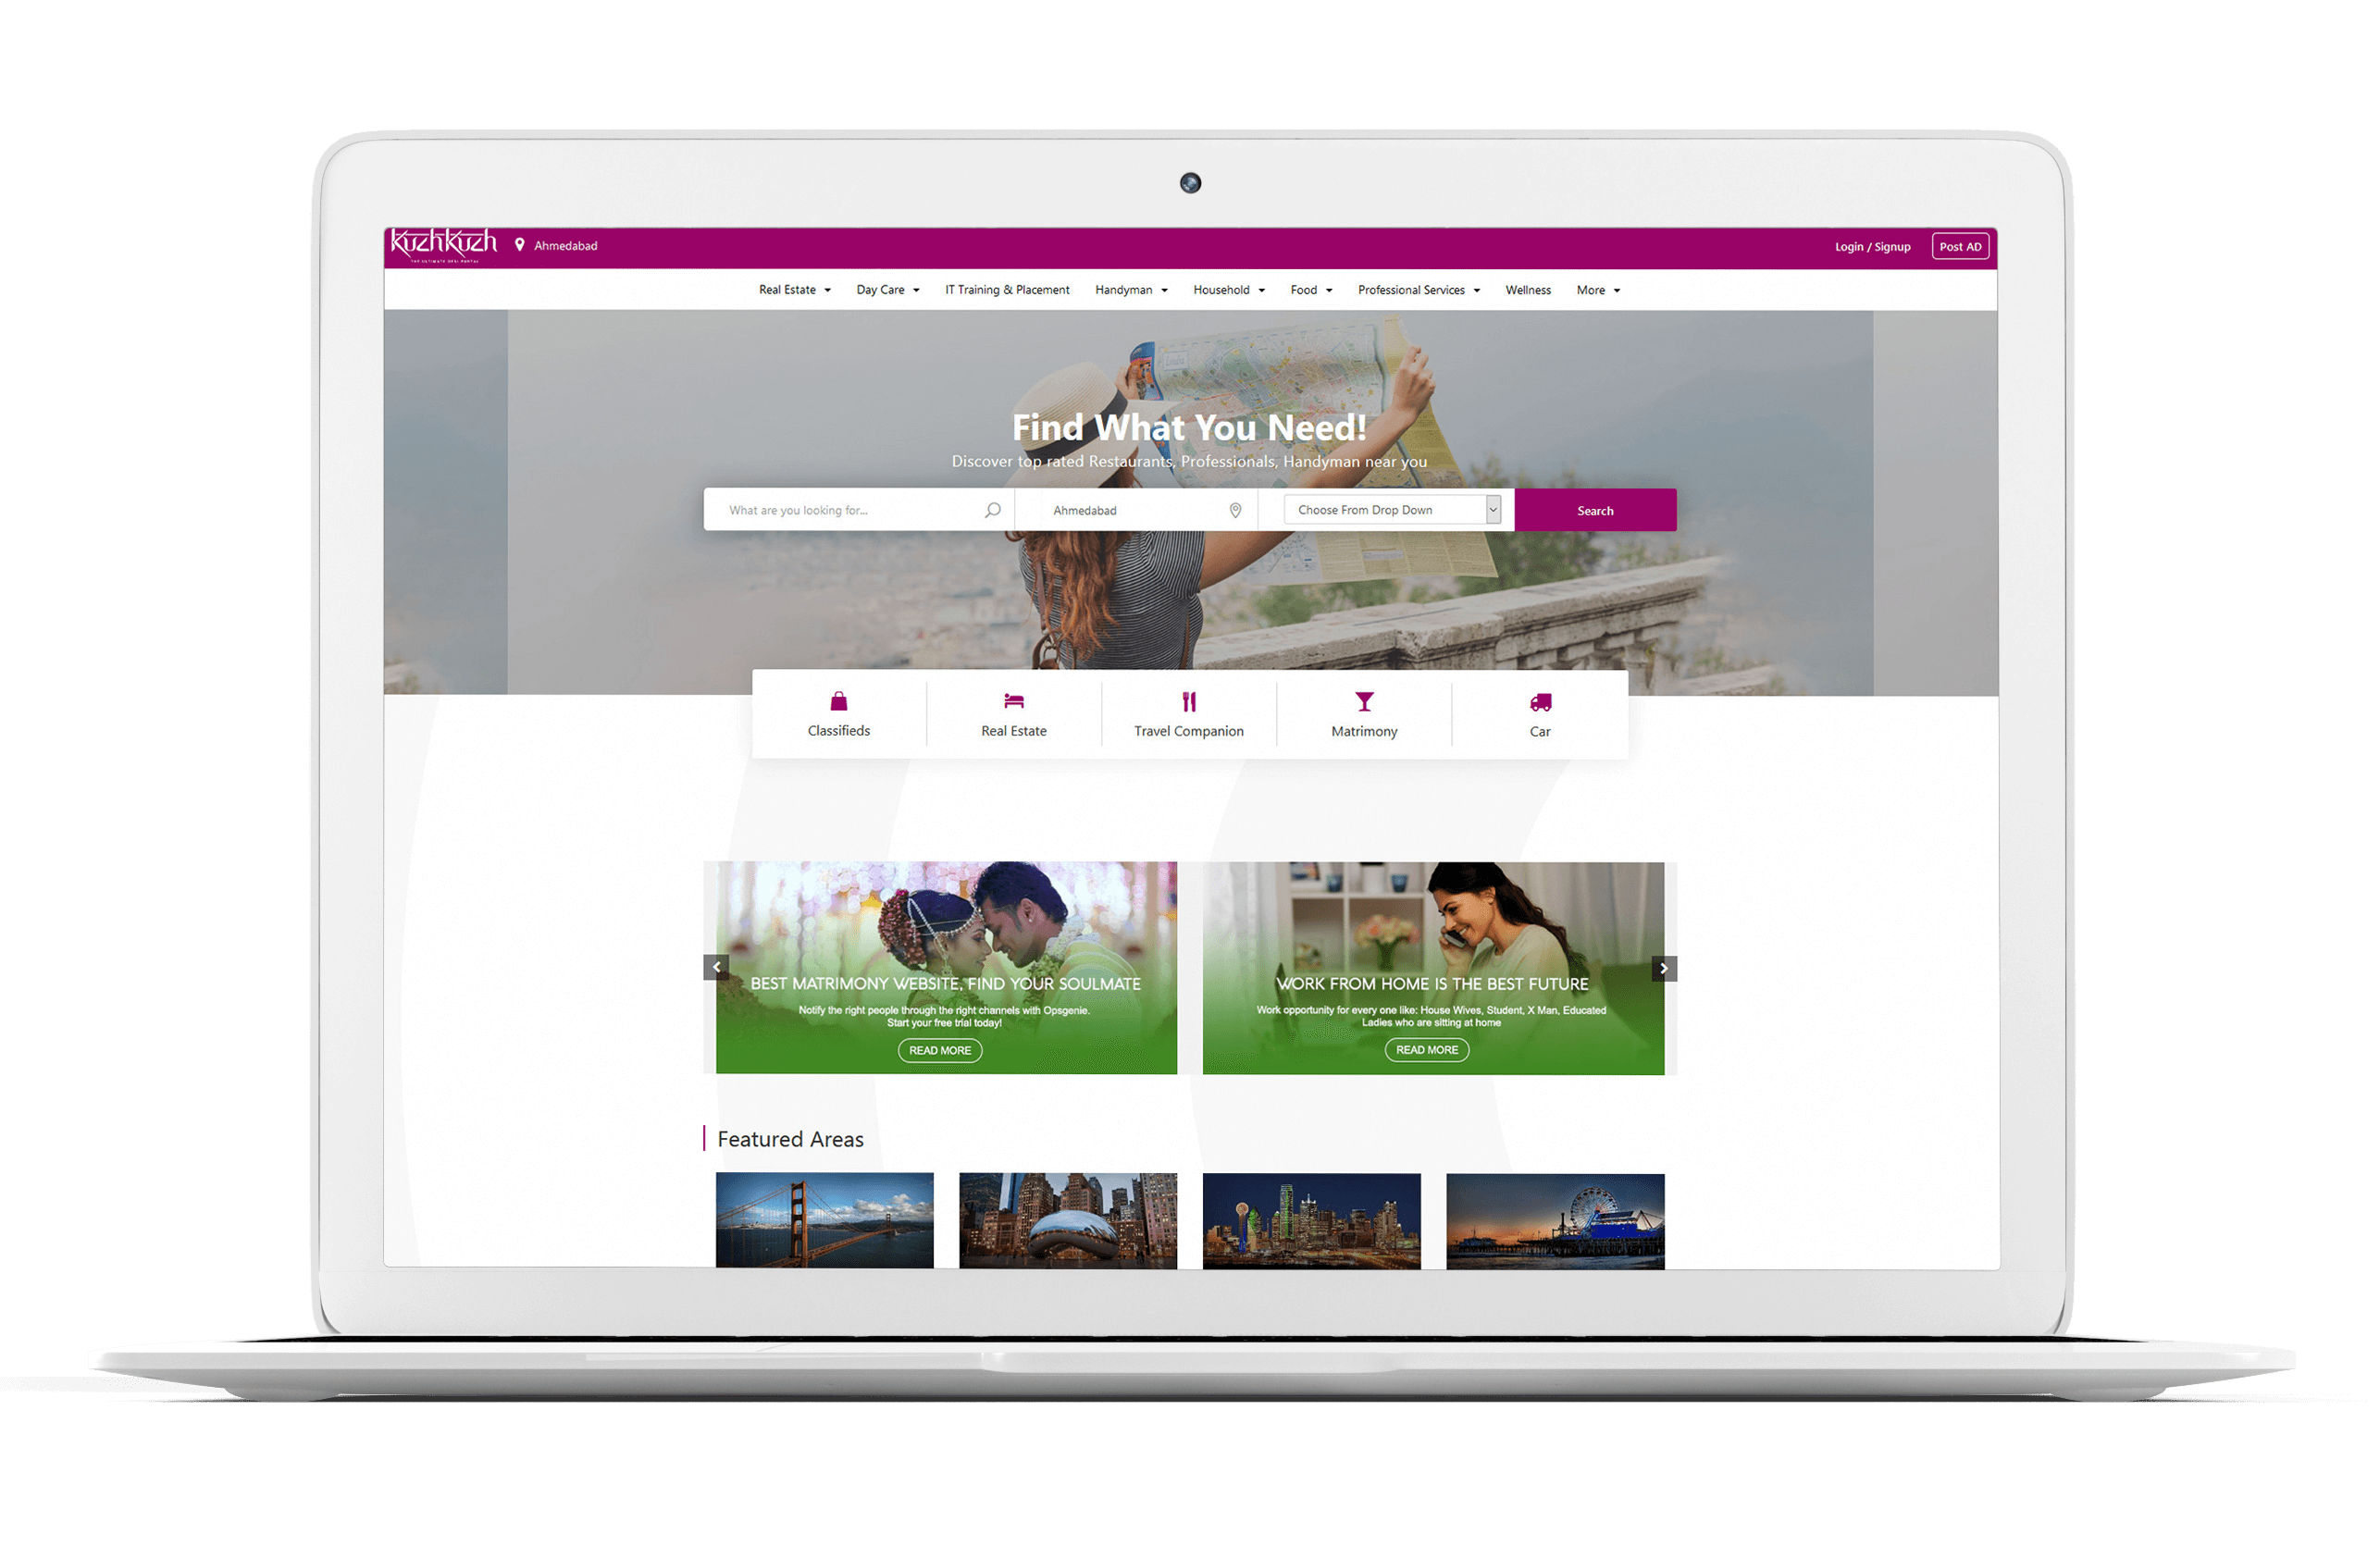 KuzhKuzh
THE ULTIMATE DESI PORTAL
Ahmedabad
Login / Signup
Post AD
Real Estate
Day Care
IT Training & Placement
Handyman
Household
Food
Professional Services
Wellness
More
Find What You Need!
Discover top rated Restaurants, Professionals, Handyman near you
What are you looking for...
Ahmedabad
Choose From Drop Down
Search
Classifieds
Real Estate
Travel Companion
Matrimony
Car
BEST MATRIMONY WEBSITE, FIND YOUR SOULMATE
Notify the right people through the right channels with Opsgenie.
Start your free trial today!
READ MORE
WORK FROM HOME IS THE BEST FUTURE
Work opportunity for every one like: House Wives, Student, X Man, Educated
Ladies who are sitting at home
READ MORE
Featured Areas